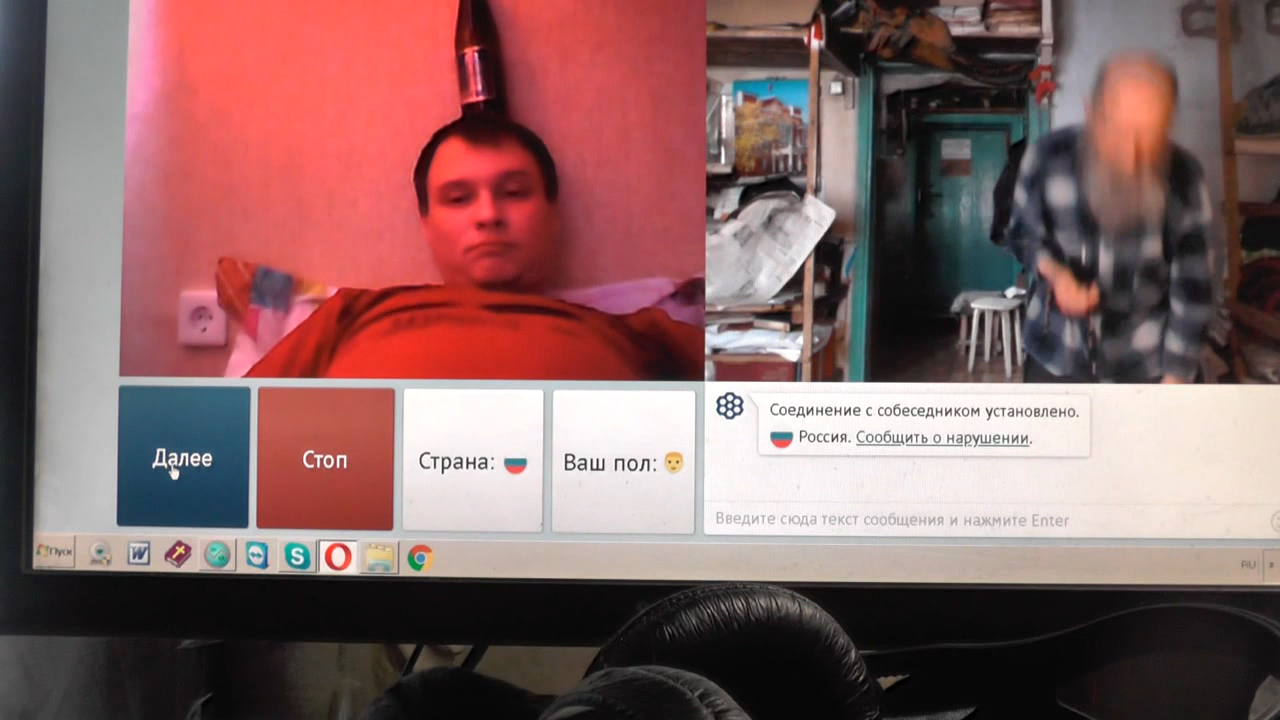 Далее
Стоп
Страна:
Ваш пол:
Соединение с собеседником установлено.
Россия. Сообщить о нарушении.
Введите сюда текст сообщения и нажмите Enter
Пуск
RU